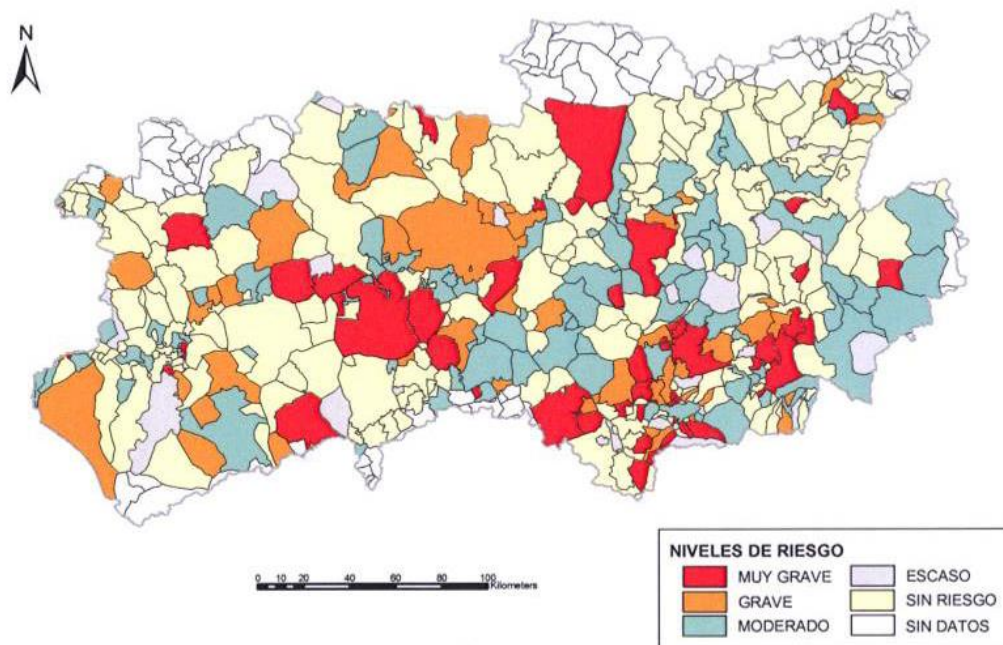 N
0 10 20 40 60 80 100
Kilometers
NIVELES DE RIESGO
MUY GRAVE
GRAVE
MODERADO
ESCASO
SIN RIESGO
SIN DATOS